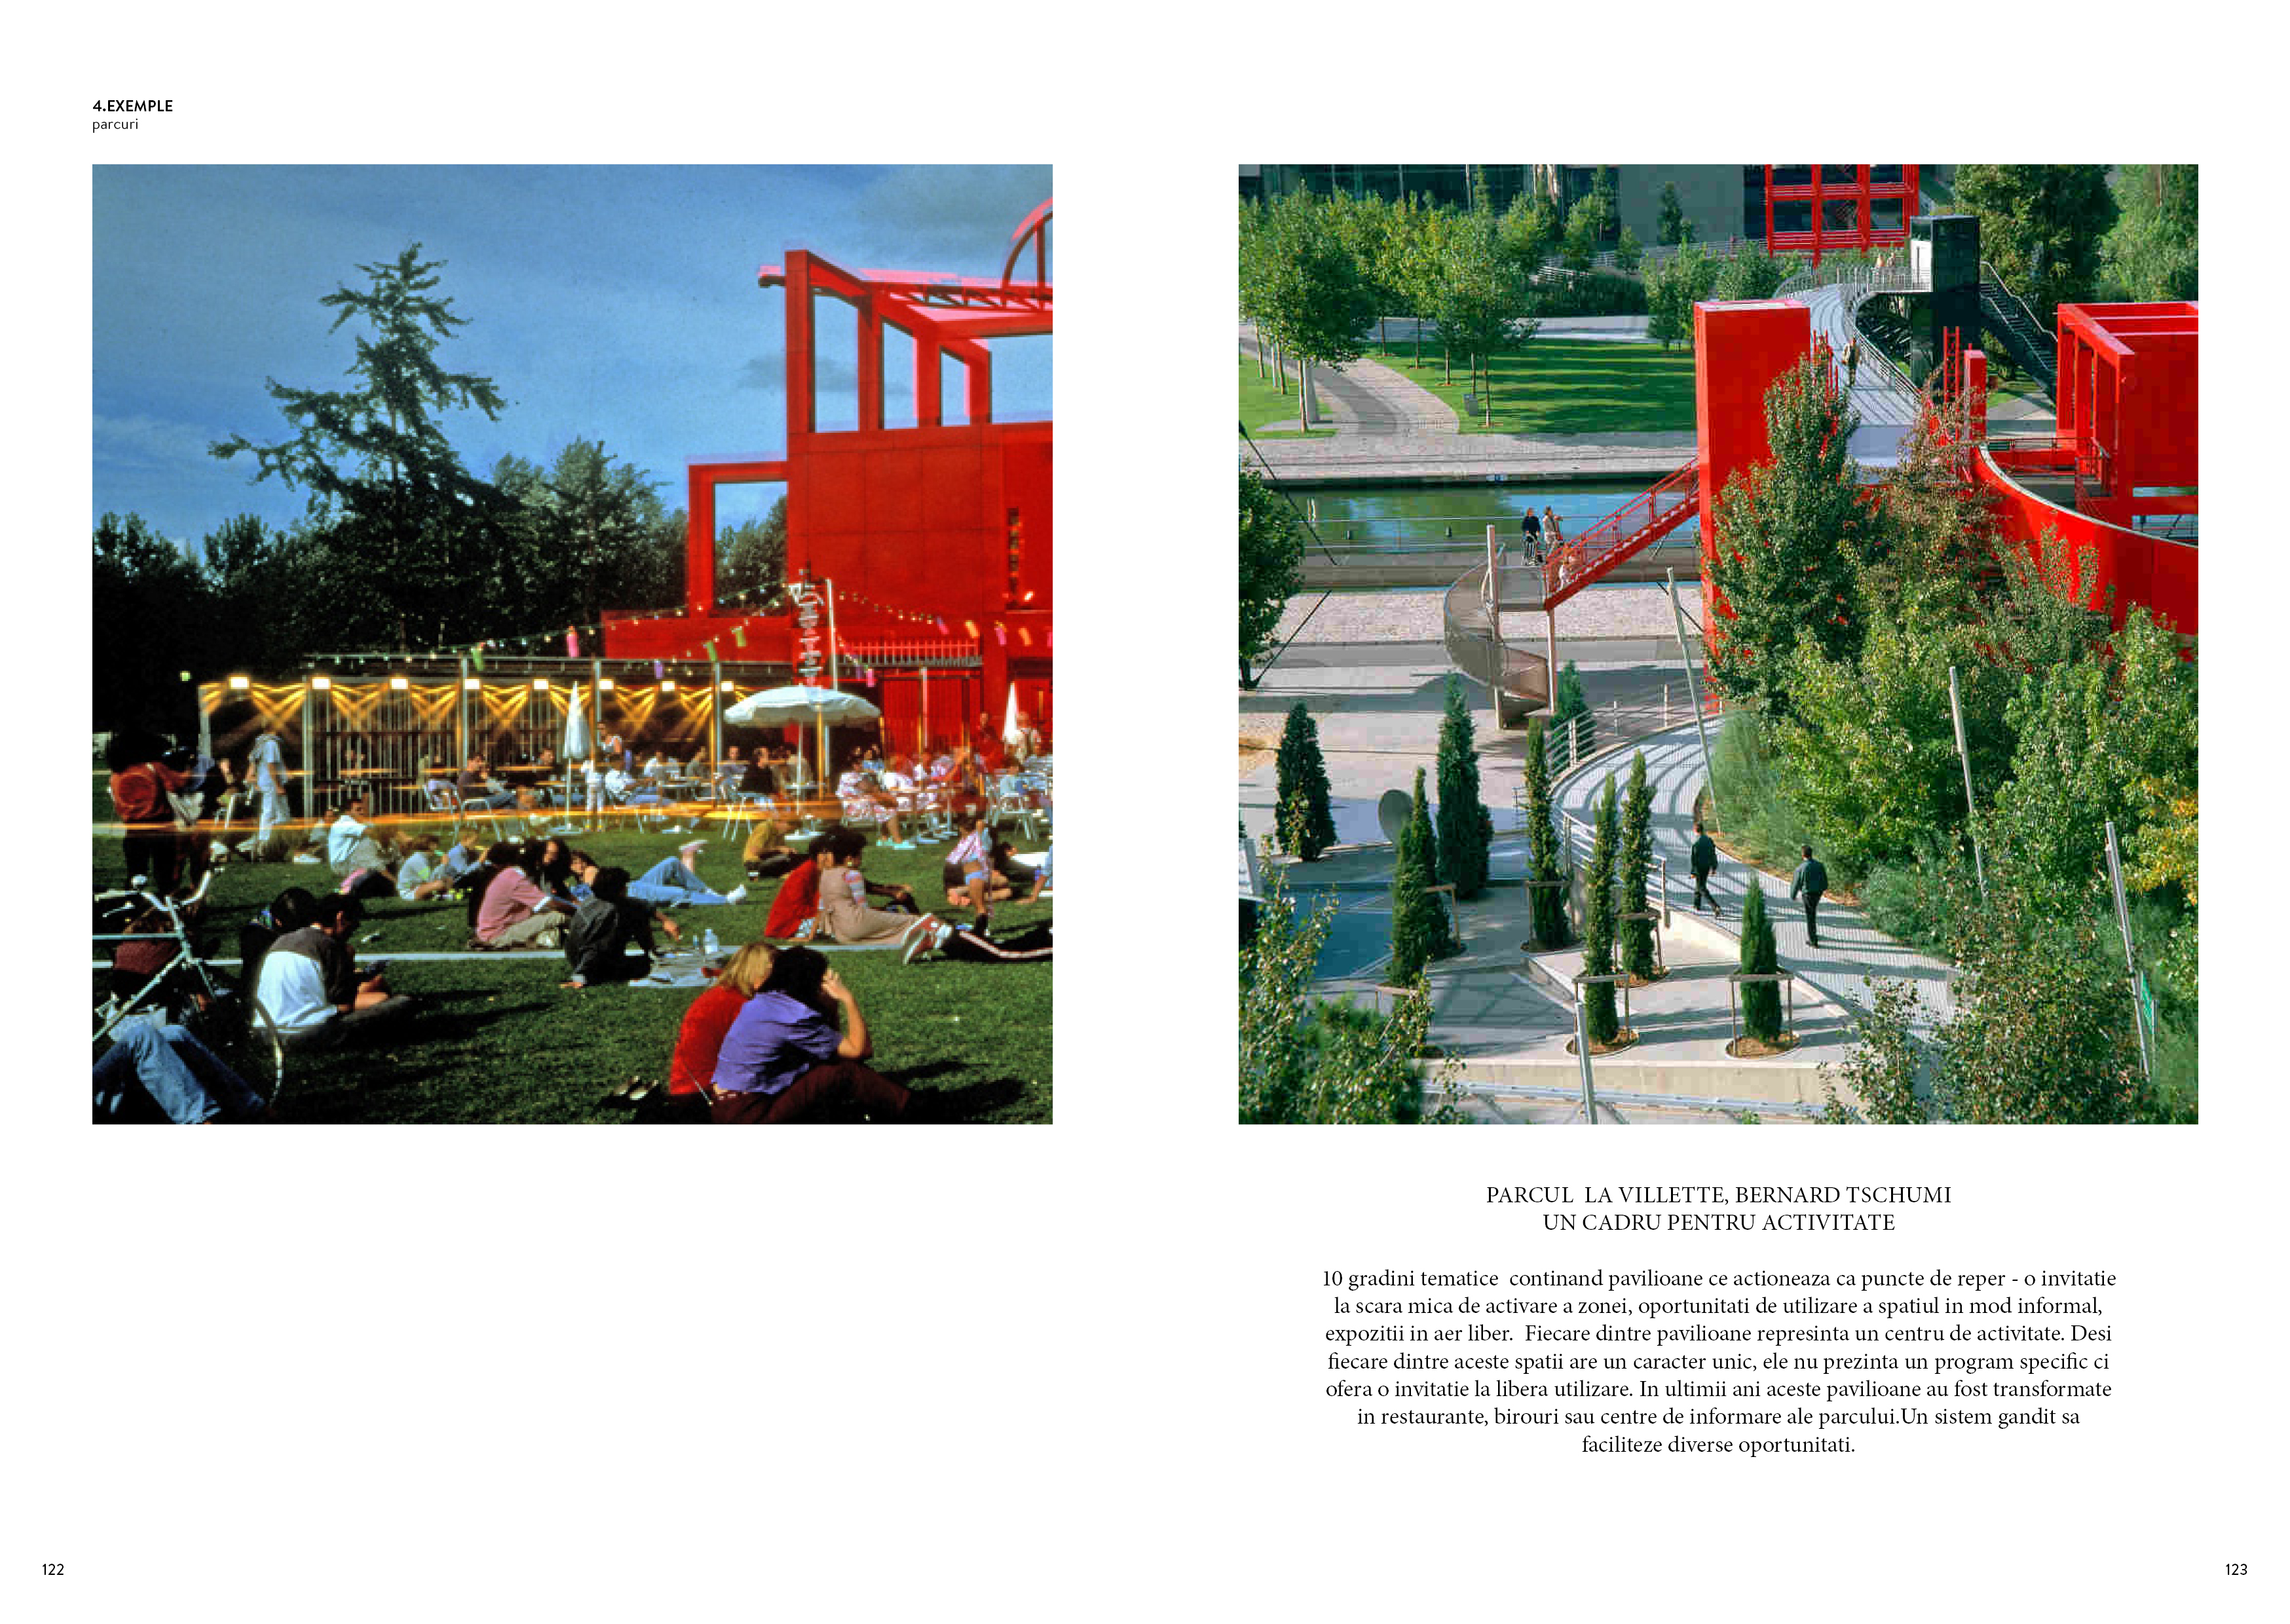 4.EXEMPLE
parcuri
PARCUL  LA VILLETTE, BERNARD TSCHUMI
UN CADRU PENTRU ACTIVITATE
10 gradini tematice  continand pavilioane ce actioneaza ca puncte de reper - o invitatie
la scara mica de activare a zonei, oportunitati de utilizare a spatiul in mod informal,
expozitii in aer liber.  Fiecare dintre pavilioane reprezinta un centru de activitate. Desi
fiecare dintre aceste spatii are un caracter unic, ele nu prezinta un program specific ci
ofera o invitatie la libera utilizare. In ultimii ani aceste pavilioane au fost transformate
in restaurante, birouri sau centre de informare ale parcului.Un sistem gandit sa
faciliteze diverse oportunitati.
122
123